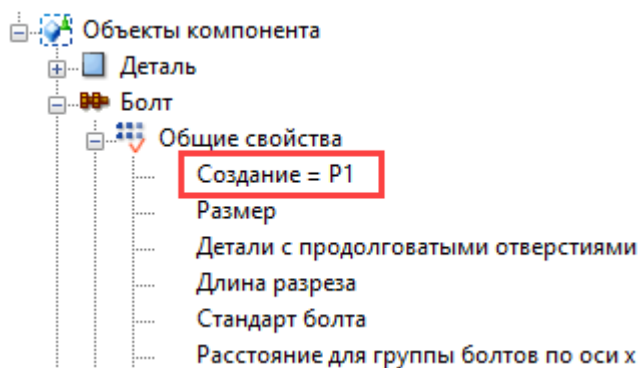 Объекты компонента
Деталь
Болт
Общие свойства
Создание = P1
Размер
Детали с продолговатыми отверстиями
Длина разреза
Стандарт болта
Расстояние для группы болтов по оси x